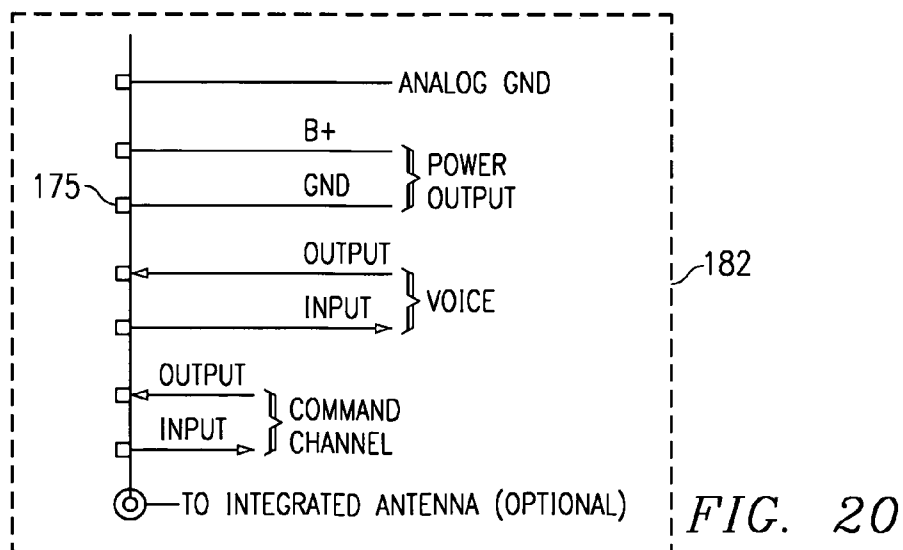 ANALOG GND
B+
POWER
175
GND
OUTPUT
OUTPUT
182
VOICE
INPUT
OUTPUT
COMMAND
INPUT
CHANNEL
TO INTEGRATED ANTENNA (OPTIONAL)
FIG. 20